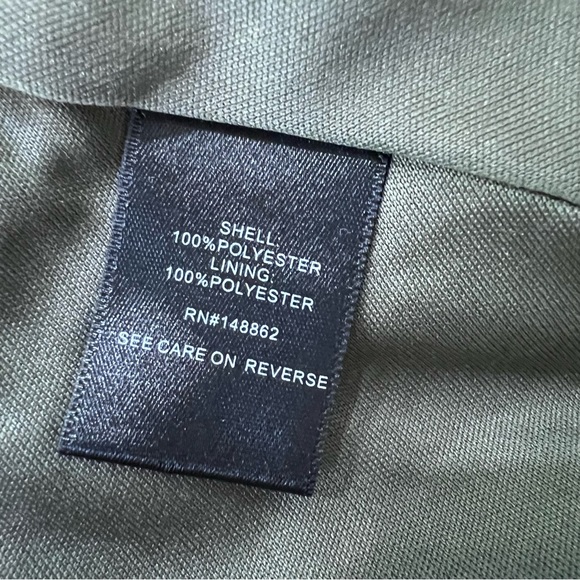 SHELL:
100%POLYESTER
LINING:
100%POLYESTER
RN#148862
SEE CARE ON REVERSE